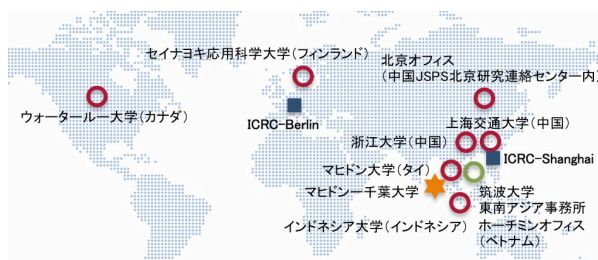 セイナヨキ応用科学大学（フィンランド）
北京オフィス
（中国JSPS北京研究連絡センター内）
ウォータールー大学（カナダ）
ICRC-Berlin
上海交通大学（中国）
浙江大学（中国）
ICRC-Shanghai
マヒドン大学（タイ）
マヒドンー千葉大学
筑波大学
東南アジア事務所
ホーチミンオフィス
（ベトナム）
インドネシア大学（インドネシア）